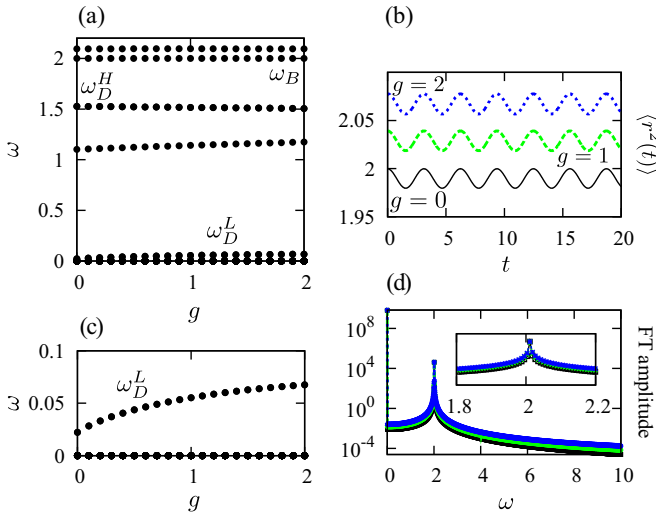 (a)
2
1.5
1
0.5
0
ω
ω_D^H
ω_B
ω_D^L
0
1
2
g
(b)
2.05
2
1.95
g = 2
g = 1
g = 0
0
5
10
15
20
t
⟨r²(t)⟩
(c)
0.1
0.05
0
ω
ω_D^L
0
1
2
g
(d)
10^8
10^4
10^0
10^-4
1.8
2
2.2
0
2
4
6
8
10
ω
FT amplitude